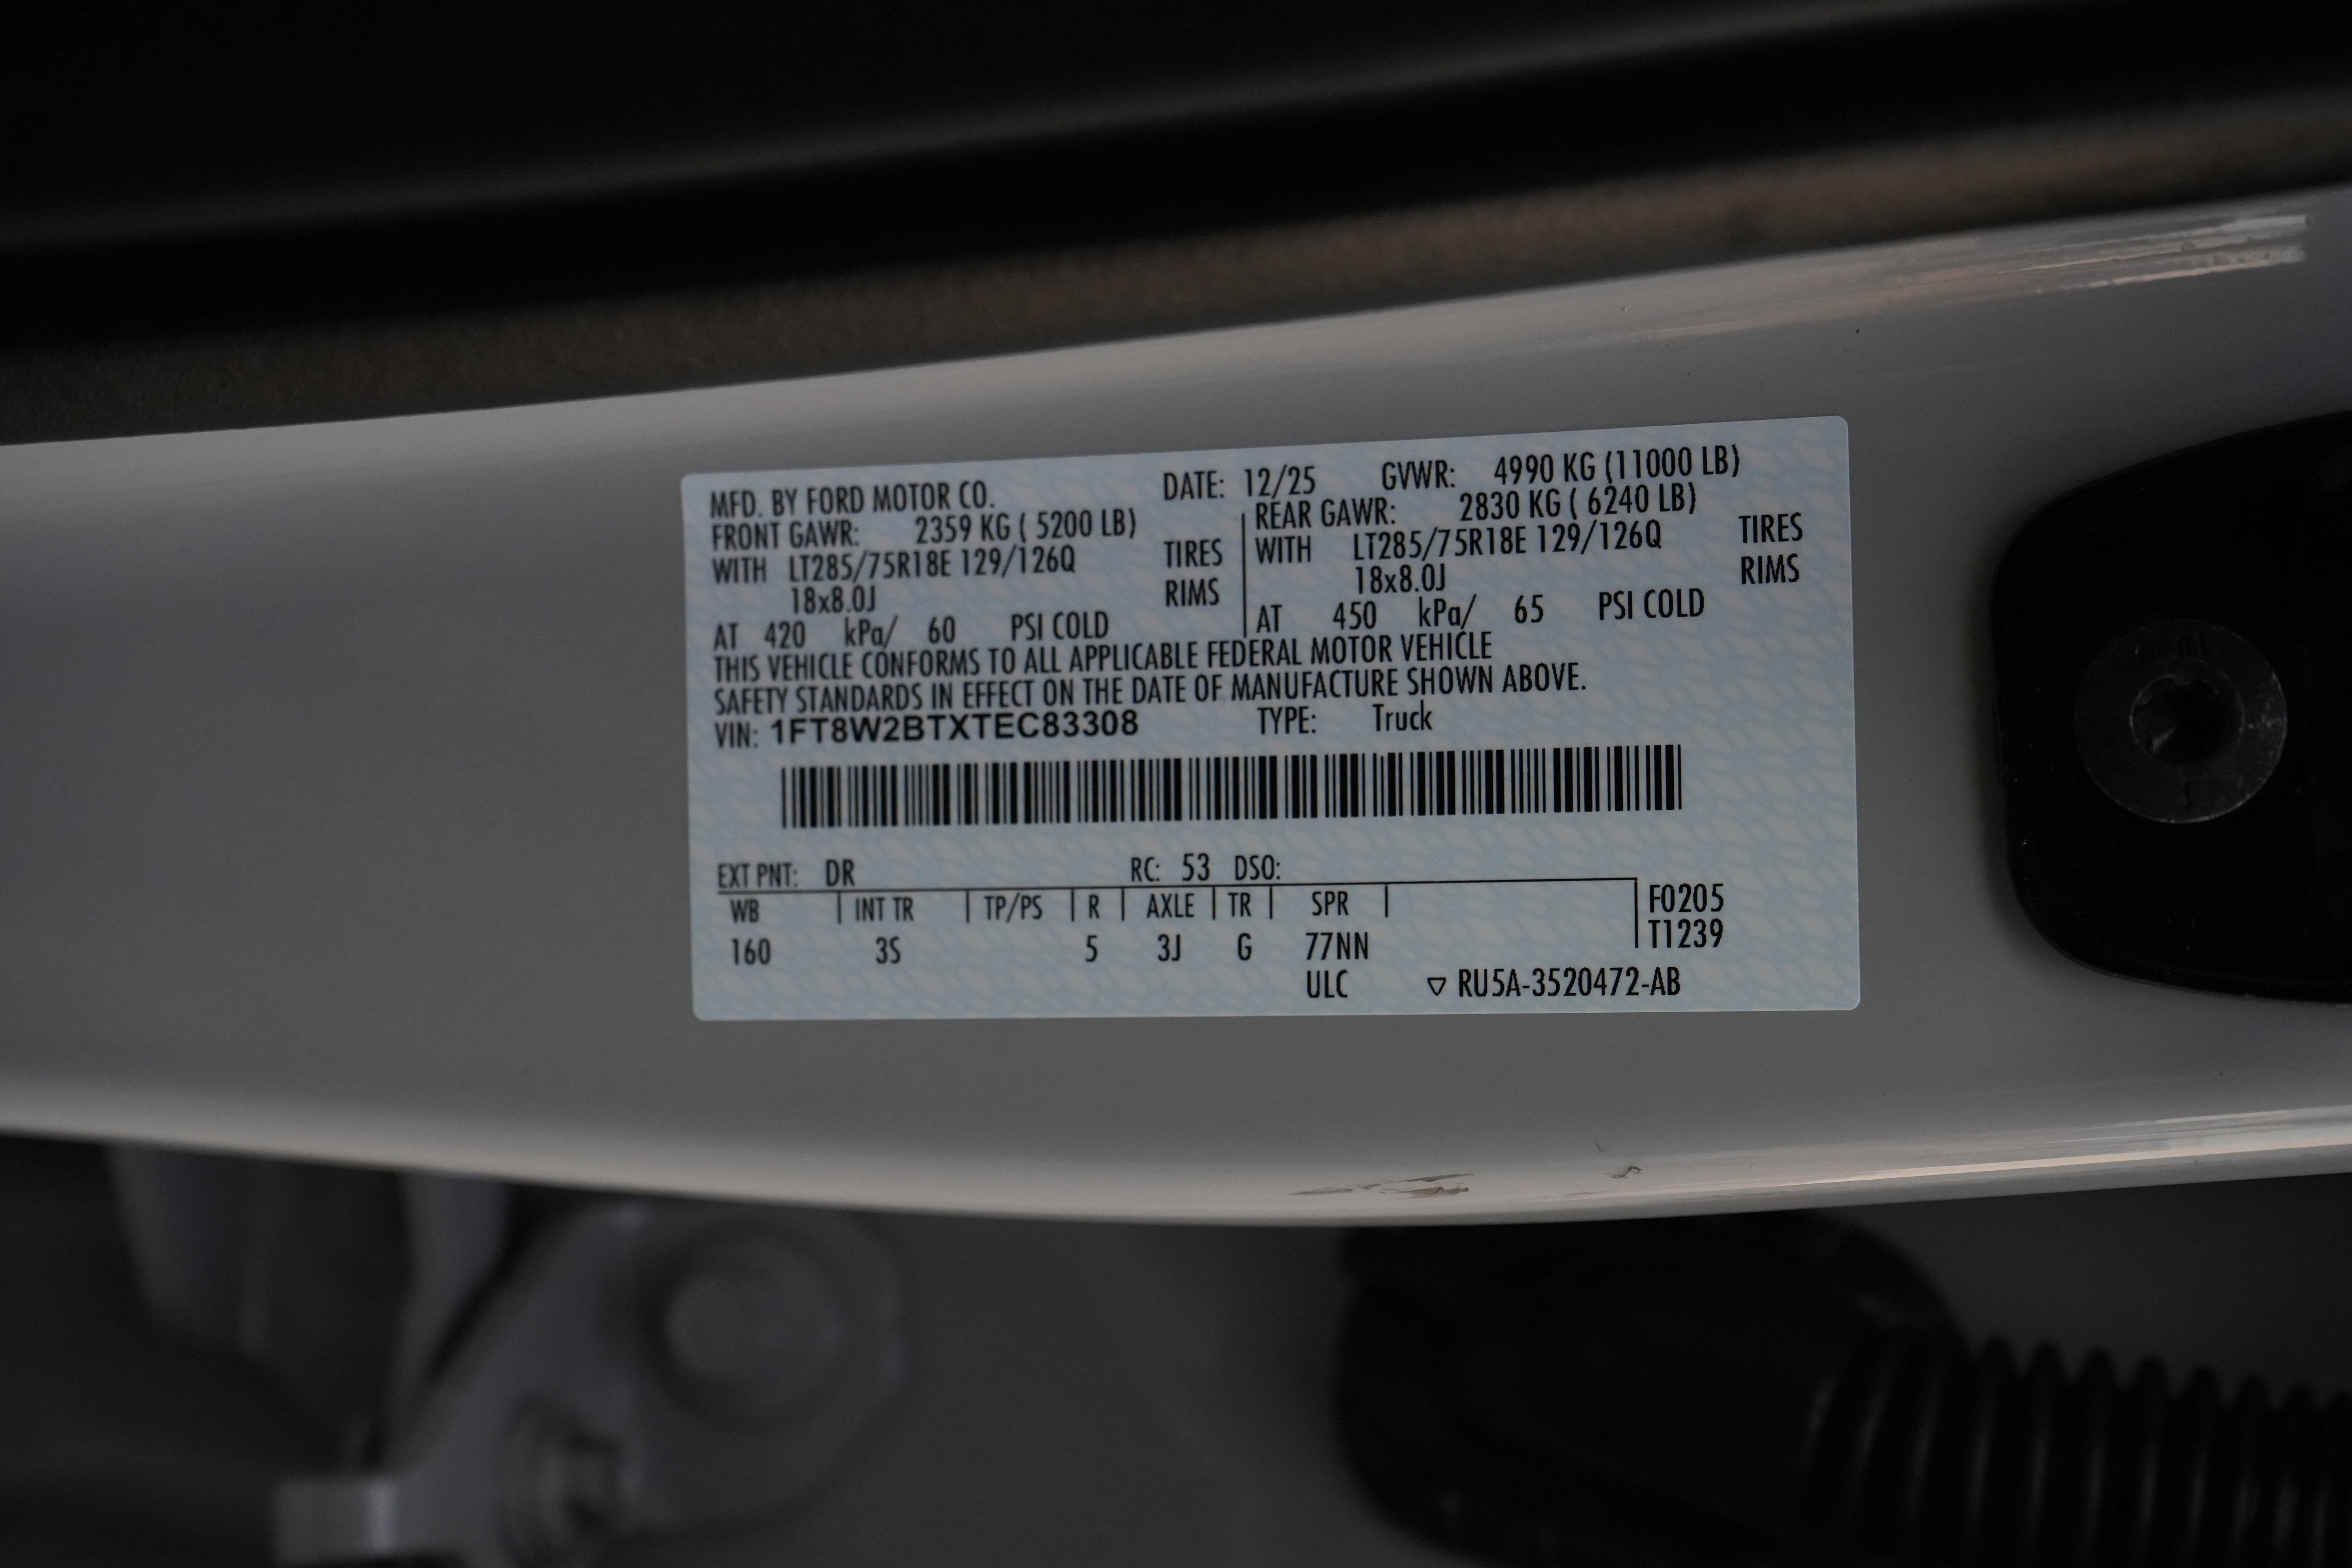 MFD. BY FORD MOTOR CO. DATE: 12/25 GVWR: 4990 KG (11000 LB)
FRONT GAWR: 2359 KG ( 5200 LB) REAR GAWR: 2830 KG ( 6240 LB)
WITH LT285/75R18E 129/126Q TIRES WITH LT285/75R18E 129/126Q TIRES
18x8.0J RIMS 18x8.0J RIMS
AT 420 kPa/ 60 PSI COLD AT 450 kPa/ 65 PSI COLD
THIS VEHICLE CONFORMS TO ALL APPLICABLE FEDERAL MOTOR VEHICLE
SAFETY STANDARDS IN EFFECT ON THE DATE OF MANUFACTURE SHOWN ABOVE.
VIN: 1FT8W2BTXTEC83308 TYPE: Truck
EXT PNT: DR RC: 53 DSO:
WB INT TR TP/PS R AXLE TR SPR F0205
160 3S 5 3J G 77NN T1239
ULC ▽ RU5A-3520472-AB